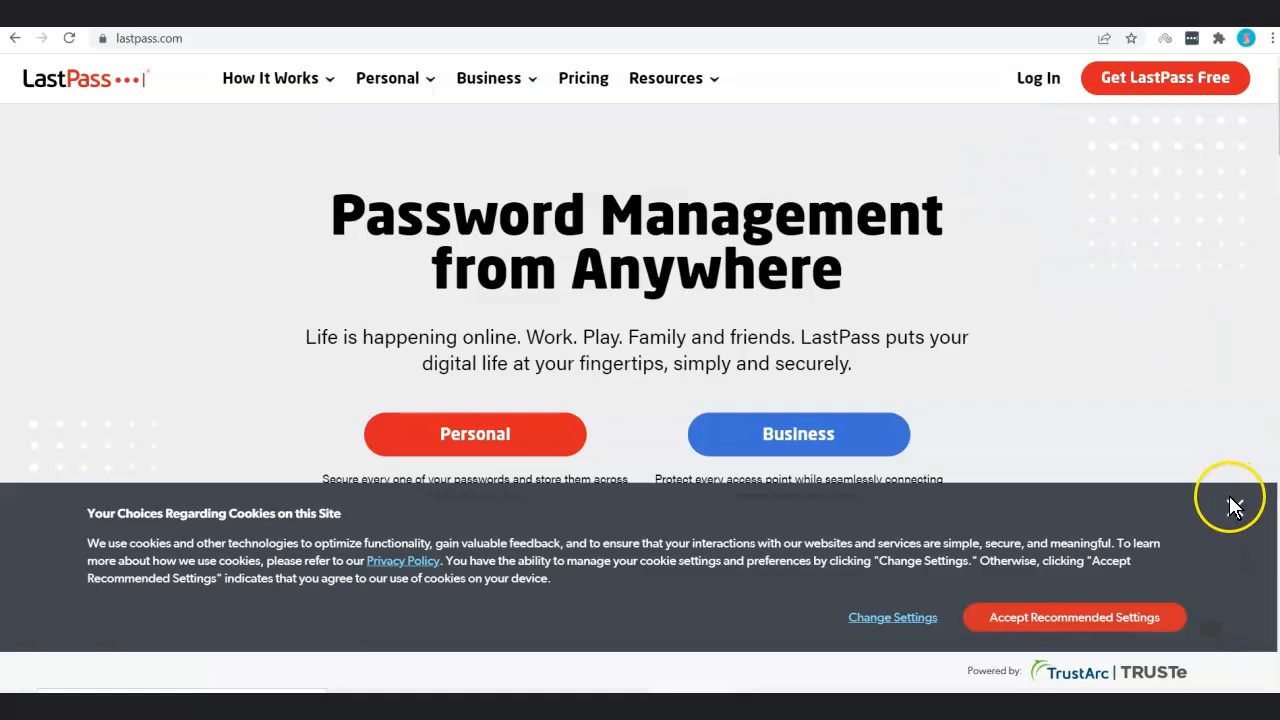 lastpass.com
LastPass
How It Works
Personal
Business
Pricing
Resources
Log In
Get LastPass Free
Password Management
from Anywhere
Life is happening online. Work. Play. Family and friends. LastPass puts your
digital life at your fingertips, simply and securely.
Personal
Business
Secure every one of your passwords and store them across
Protect every access point while seamlessly connecting
Your Choices Regarding Cookies on this Site
We use cookies and other technologies to optimize functionality, gain valuable feedback, and to ensure that your interactions with our websites and services are simple, secure, and meaningful. To learn
more about how we use cookies, please refer to our Privacy Policy. You have the ability to manage your cookie settings and preferences by clicking "Change Settings." Otherwise, clicking "Accept
Recommended Settings" indicates that you agree to our use of cookies on your device.
Change Settings
Accept Recommended Settings
Powered by:
TrustArc | TRUSTe